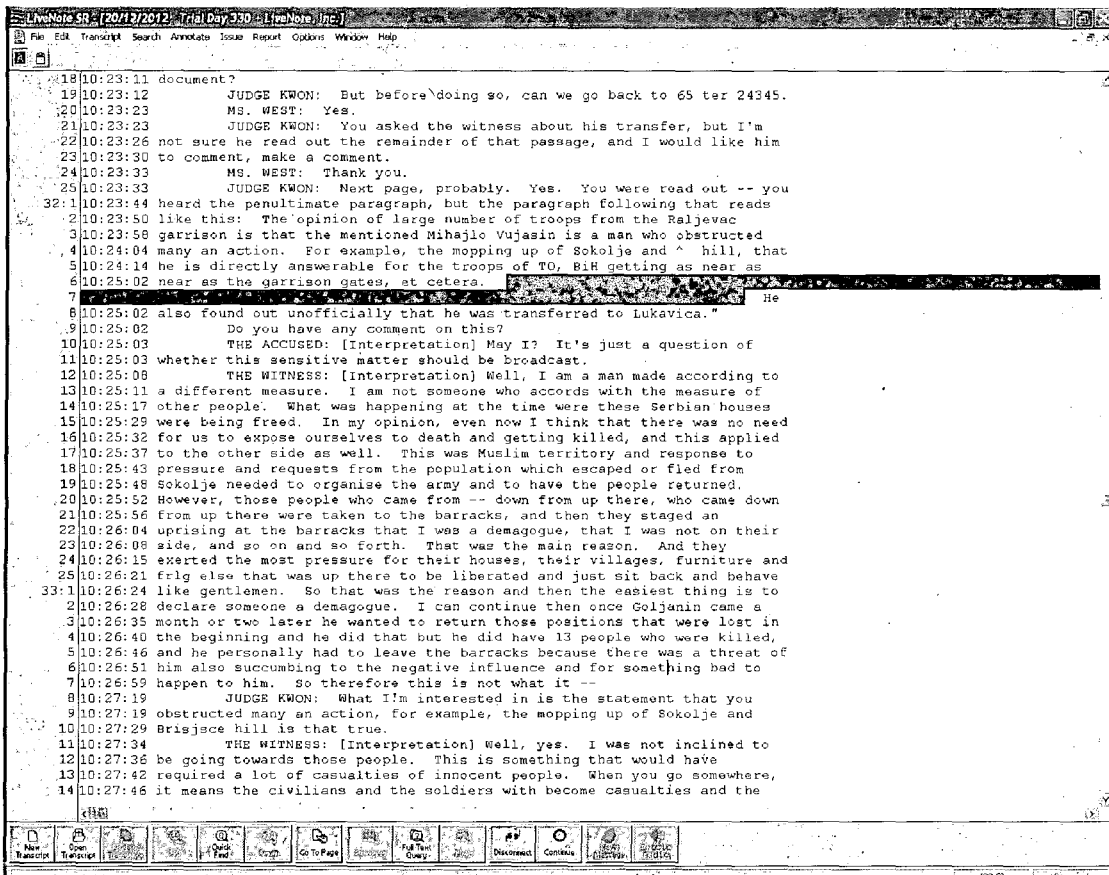 LiveNote SR - [20/12/2012, Trial Day 330 - LiveNote, Inc.]
File Edit Transcript Search Annotate Issue Report Options Window Help
18 10:23:11 document?
19 10:23:12 JUDGE KWON: But before\doing so, can we go back to 65 ter 24345.
20 10:23:23 MS. WEST: Yes.
21 10:23:23 JUDGE KWON: You asked the witness about his transfer, but I'm
22 10:23:26 not sure he read out the remainder of that passage, and I would like him
23 10:23:30 to comment, make a comment.
24 10:23:33 MS. WEST: Thank you.
25 10:23:33 JUDGE KWON: Next page, probably. Yes. You were read out -- you
32:1 10:23:44 heard the penultimate paragraph, but the paragraph following that reads
2 10:23:50 like this: The opinion of large number of troops from the Raljevac
3 10:23:58 garrison is that the mentioned Mihajlo Vujasin is a man who obstructed
4 10:24:04 many an action. For example, the mopping up of Sokolje and ^ hill, that
5 10:24:14 he is directly answerable for the troops of TO, BiH getting as near as
6 10:25:02 near as the garrison gates, et cetera.
7 He
8 10:25:02 also found out unofficially that he was transferred to Lukavica."
9 10:25:02 Do you have any comment on this?
10 10:25:03 THE ACCUSED: [Interpretation] May I? It's just a question of
11 10:25:03 whether this sensitive matter should be broadcast.
12 10:25:08 THE WITNESS: [Interpretation] Well, I am a man made according to
13 10:25:11 a different measure. I am not someone who accords with the measure of
14 10:25:17 other people. What was happening at the time were these Serbian houses
15 10:25:29 were being freed. In my opinion, even now I think that there was no need
16 10:25:32 for us to expose ourselves to death and getting killed, and this applied
17 10:25:37 to the other side as well. This was Muslim territory and response to
18 10:25:43 pressure and requests from the population which escaped or fled from
19 10:25:48 Sokolje needed to organise the army and to have the people returned.
20 10:25:52 However, those people who came from -- down from up there, who came down
21 10:25:56 from up there were taken to the barracks, and then they staged an
22 10:26:04 uprising at the barracks that I was a demagogue, that I was not on their
23 10:26:08 side, and so on and so forth. That was the main reason. And they
24 10:26:15 exerted the most pressure for their houses, their villages, furniture and
25 10:26:21 frlg else that was up there to be liberated and just sit back and behave
33:1 10:26:24 like gentlemen. So that was the reason and then the easiest thing is to
2 10:26:28 declare someone a demagogue. I can continue then once Goljanin came a
3 10:26:35 month or two later he wanted to return those positions that were lost in
4 10:26:40 the beginning and he did that but he did have 13 people who were killed,
5 10:26:46 and he personally had to leave the barracks because there was a threat of
6 10:26:51 him also succumbing to the negative influence and for something bad to
7 10:26:59 happen to him. So therefore this is not what it --
8 10:27:19 JUDGE KWON: What I'm interested in is the statement that you
9 10:27:19 obstructed many an action, for example, the mopping up of Sokolje and
10 10:27:29 Brisjsce hill is that true.
11 10:27:34 THE WITNESS: [Interpretation] Well, yes. I was not inclined to
12 10:27:36 be going towards those people. This is something that would have
13 10:27:42 required a lot of casualties of innocent people. When you go somewhere,
14 10:27:46 it means the civilians and the soldiers with become casualties and the
New Transcript Open Transcript Quick Find Go To Page Full Text Query Disconnect Continue